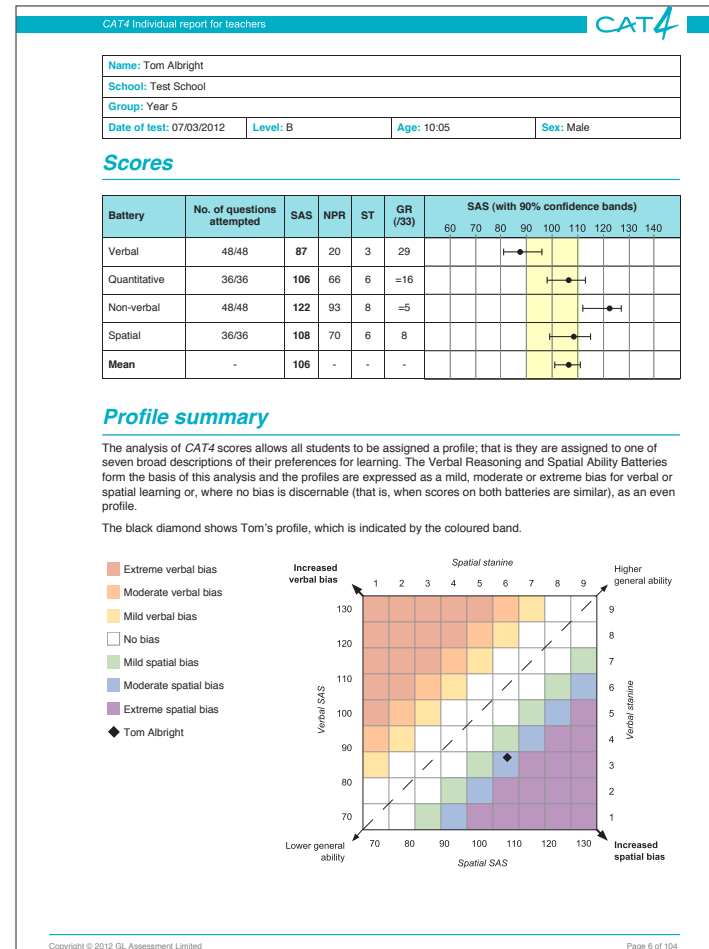 CAT4 Individual report for teachers
CAT4
Name: Tom Albright
School: Test School
Group: Year 5
Date of test: 07/03/2012 Level: B Age: 10:05 Sex: Male
Scores
Battery No. of questions attempted SAS NPR ST GR (/33) SAS (with 90% confidence bands)
60 70 80 90 100 110 120 130 140
Verbal 48/48 87 20 3 29
Quantitative 36/36 106 66 6 =16
Non-verbal 48/48 122 93 8 =5
Spatial 36/36 108 70 6 8
Mean - 106 - - -
Profile summary
The analysis of CAT4 scores allows all students to be assigned a profile; that is they are assigned to one of
seven broad descriptions of their preferences for learning. The Verbal Reasoning and Spatial Ability Batteries
form the basis of this analysis and the profiles are expressed as a mild, moderate or extreme bias for verbal or
spatial learning or, where no bias is discernable (that is, when scores on both batteries are similar), as an even
profile.
The black diamond shows Tom's profile, which is indicated by the coloured band.
Extreme verbal bias
Moderate verbal bias
Mild verbal bias
No bias
Mild spatial bias
Moderate spatial bias
Extreme spatial bias
Tom Albright
Increased
verbal bias
Spatial stanine
1 2 3 4 5 6 7 8 9
Higher
general ability
Verbal SAS
130
120
110
100
90
80
70
9
8
7
6
5
4
3
2
1
Verbal stanine
Lower general
ability
70 80 90 100 110 120 130
Spatial SAS
Increased
spatial bias
Copyright © 2012 GL Assessment Limited
Page 6 of 104